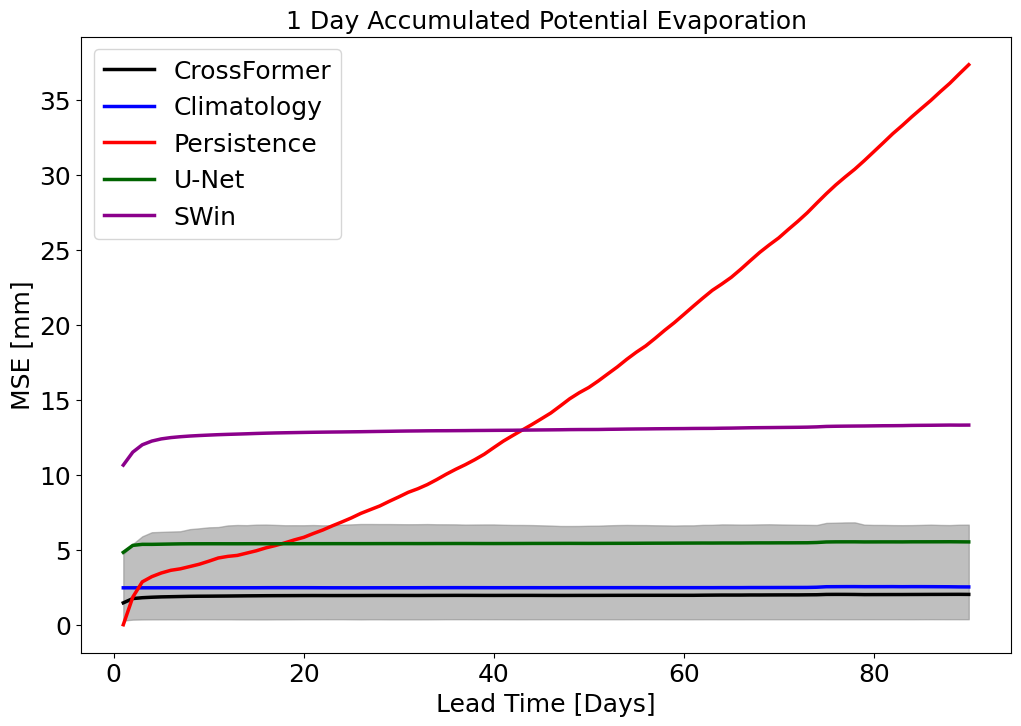 1 Day Accumulated Potential Evaporation
CrossFormer
Climatology
Persistence
U-Net
SWin
MSE [mm]
35
30
25
20
15
10
5
0
0 20 40 60 80
Lead Time [Days]